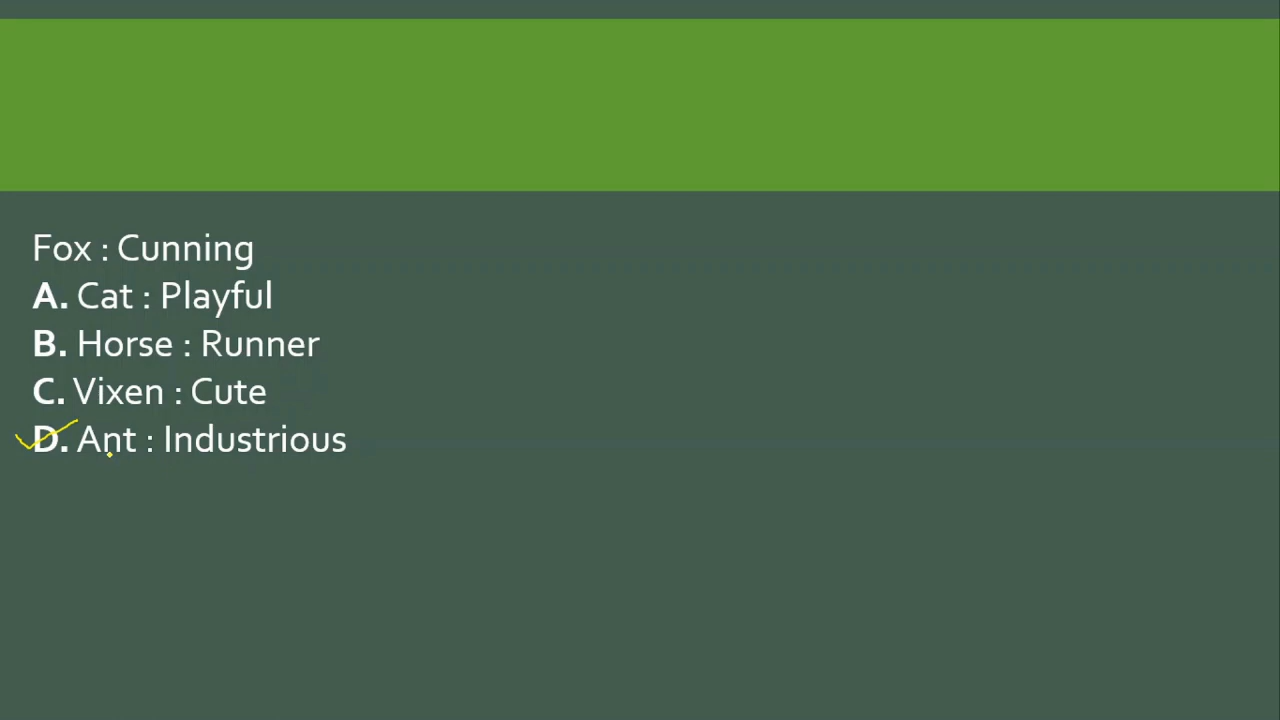 Fox : Cunning
A. Cat : Playful
B. Horse : Runner
C. Vixen : Cute
D. Ant : Industrious